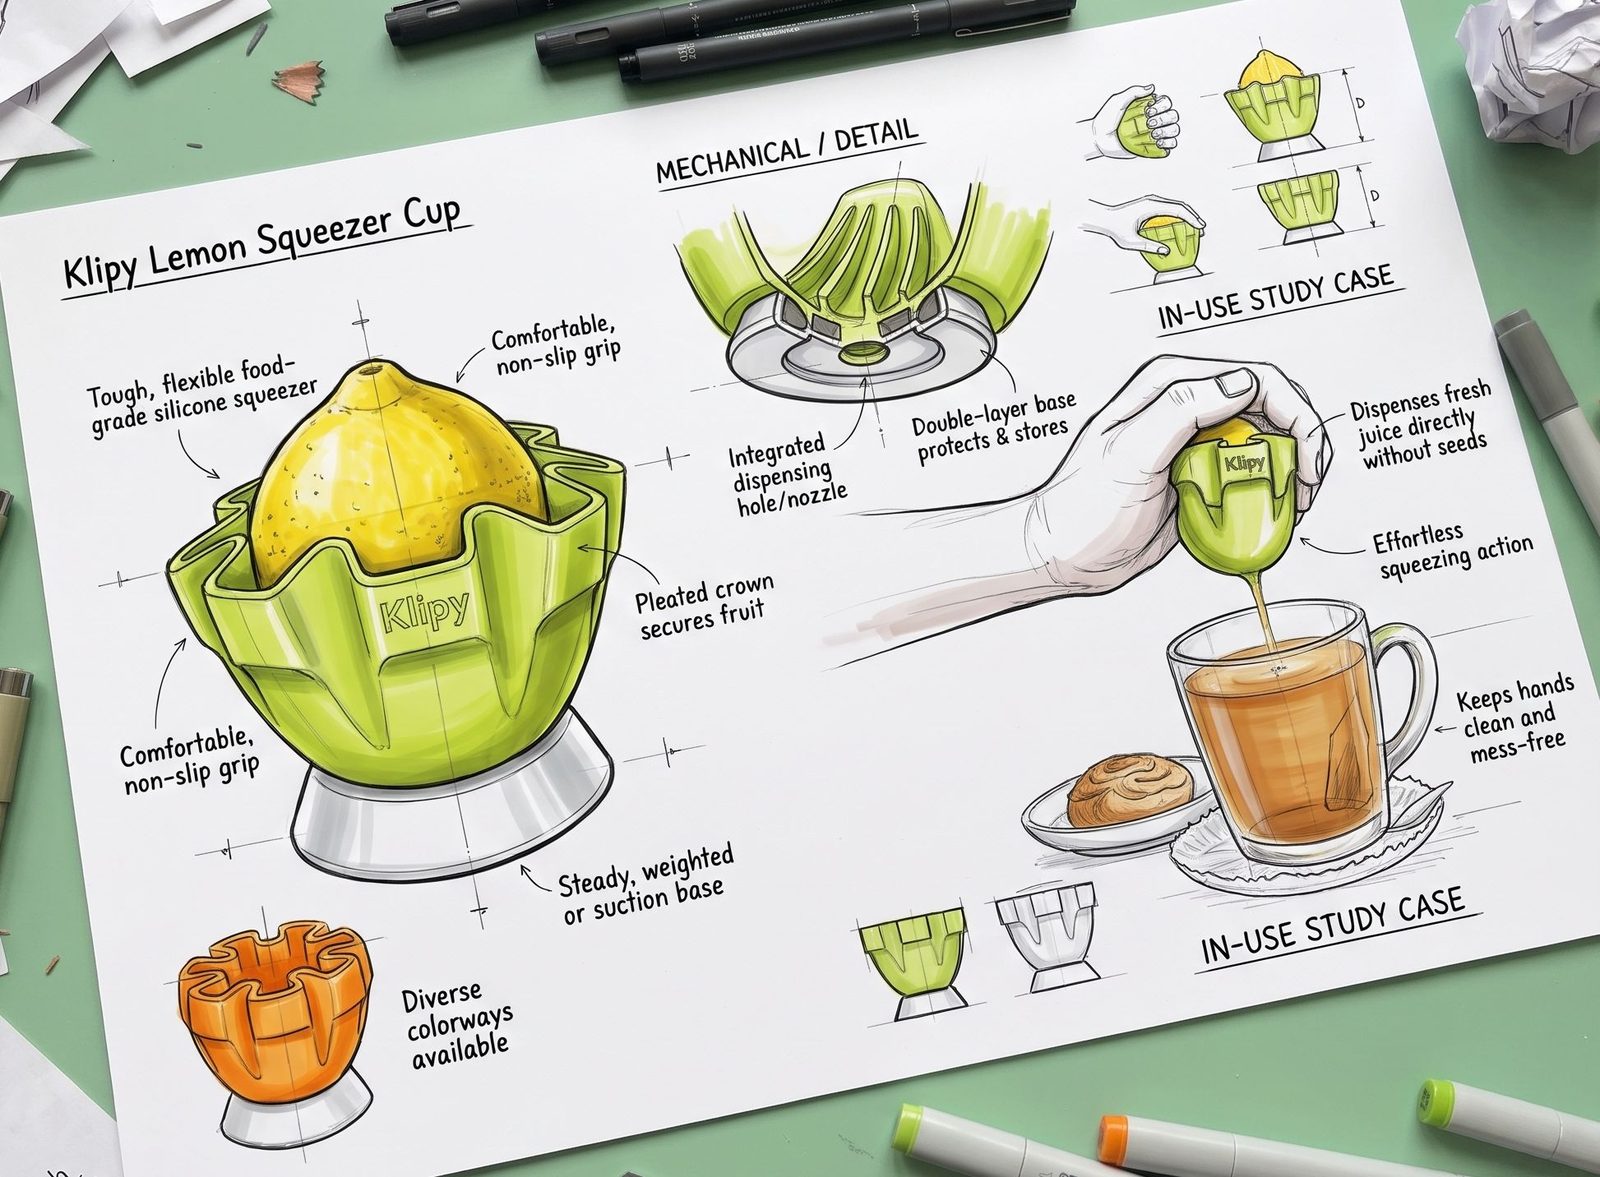 Klipy Lemon Squeezer Cup
Tough, flexible food-
grade silicone squeezer
Comfortable,
non-slip grip
Klipy
Pleated crown
secures fruit
Comfortable,
non-slip grip
Steady, weighted
or suction base
Diverse
colorways
available
MECHANICAL / DETAIL
Integrated
dispensing
hole/nozzle
Double-layer base
protects & stores
D
D
IN-USE STUDY CASE
Klipy
Dispenses fresh
juice directly
without seeds
Effortless
squeezing action
Keeps hands
clean and
mess-free
IN-USE STUDY CASE